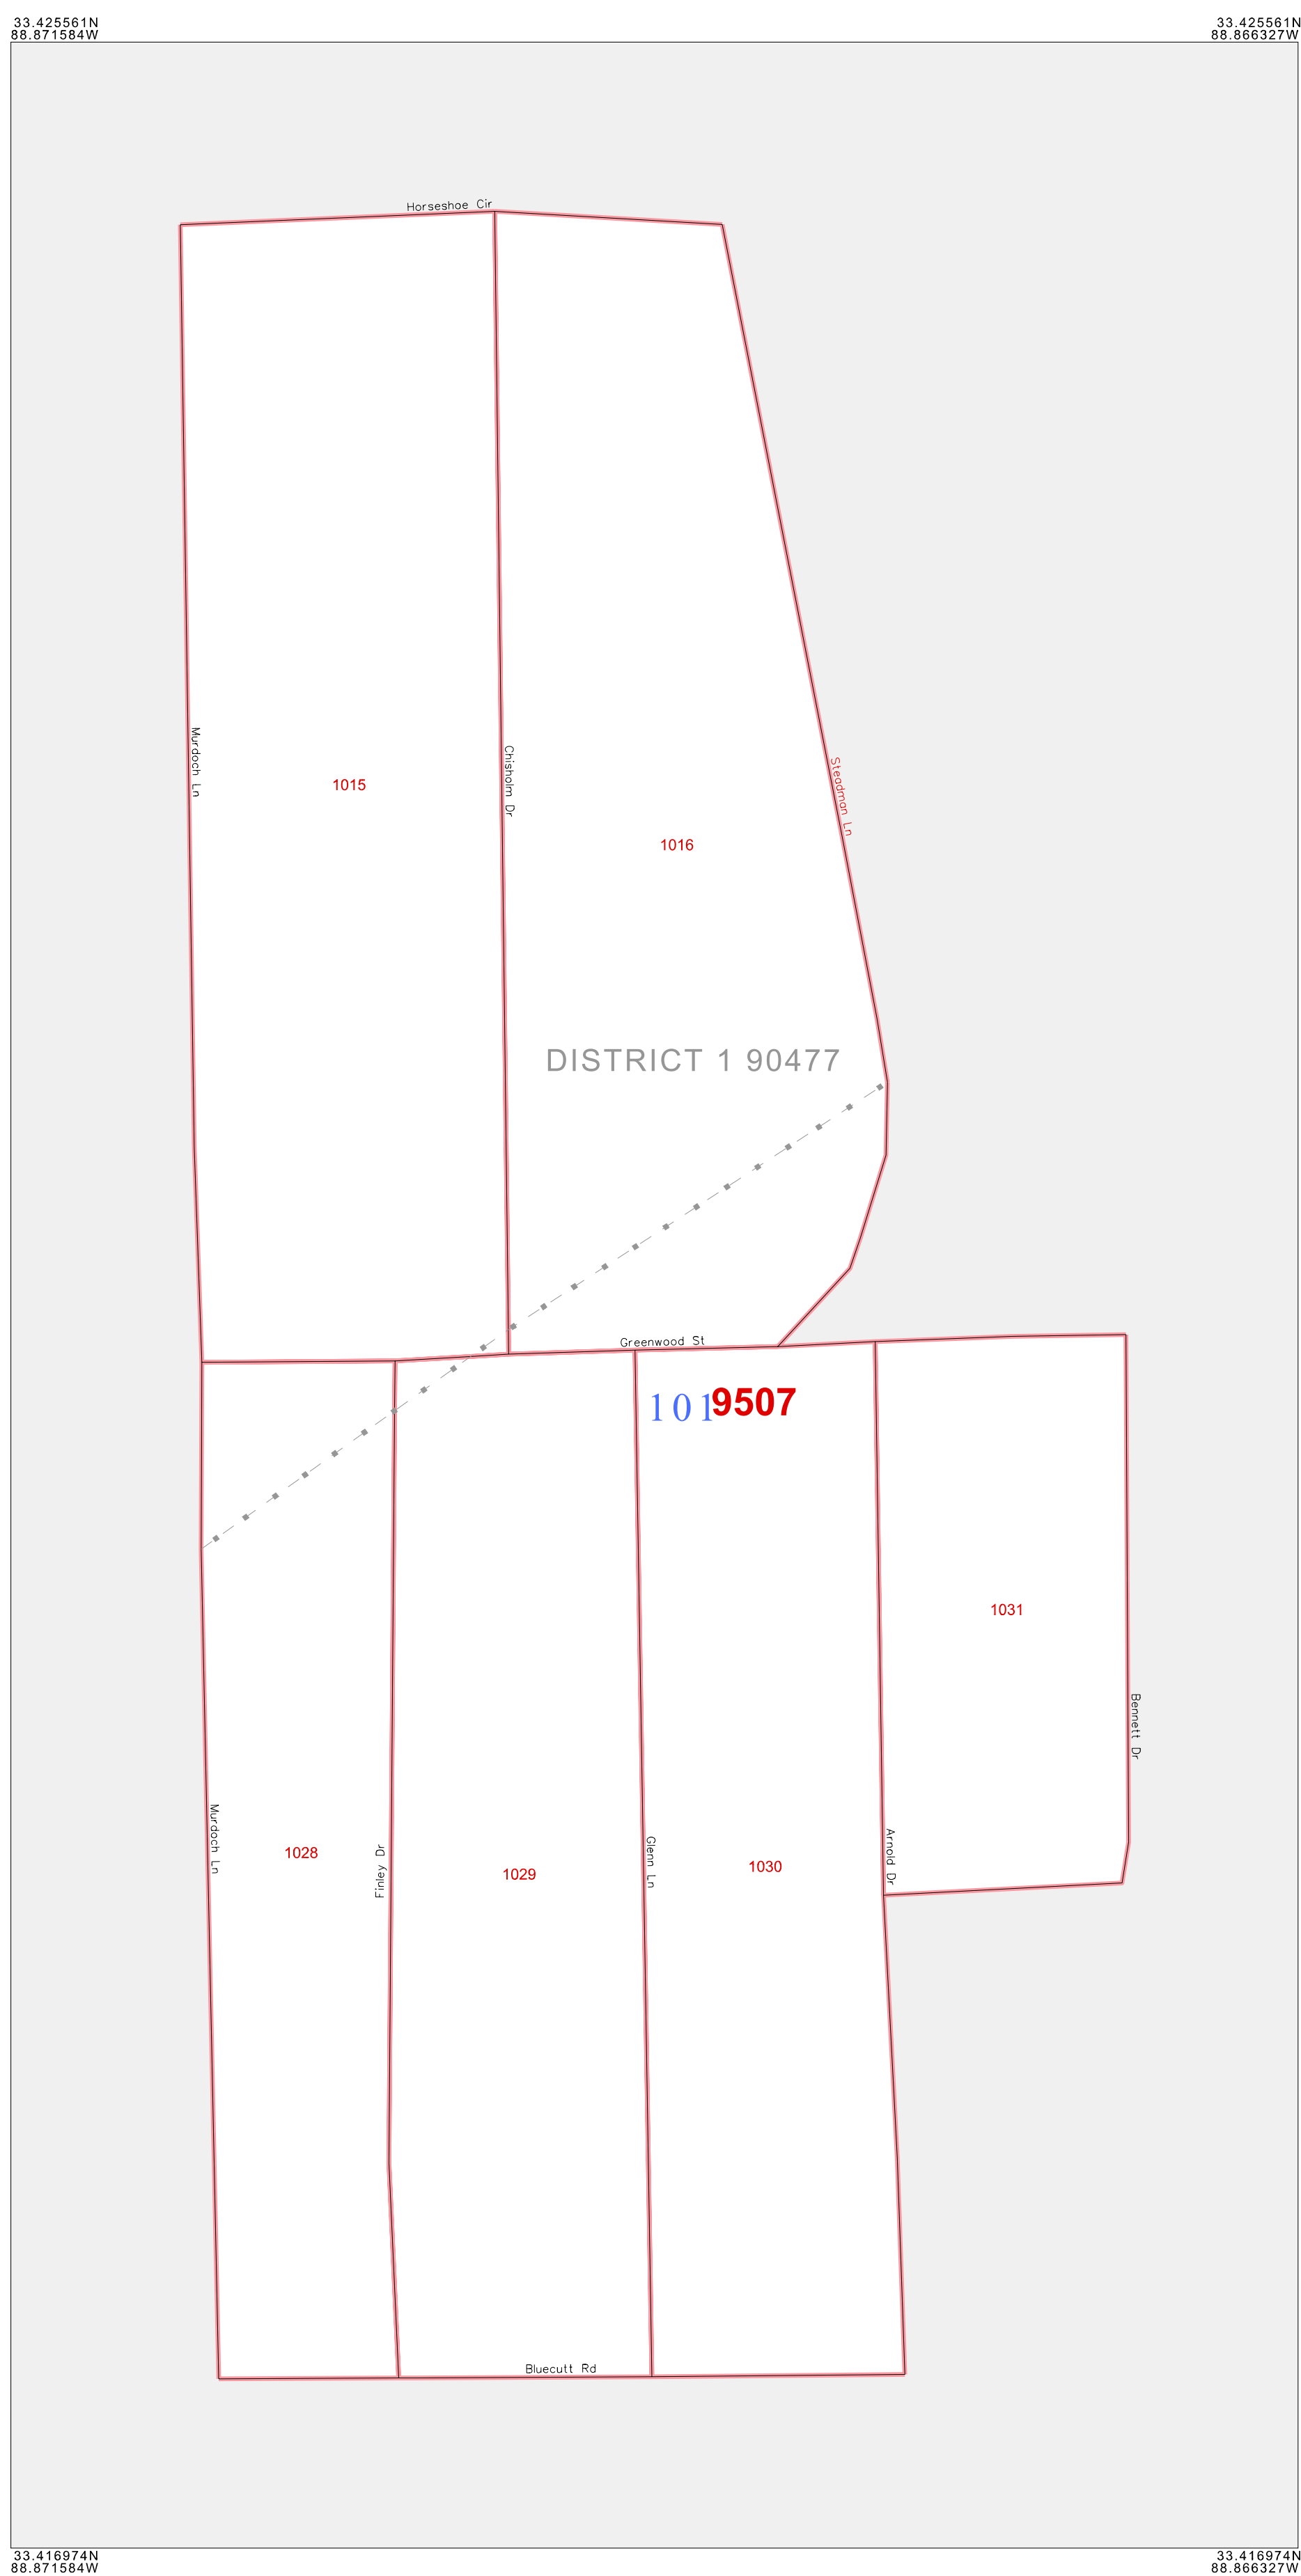 33.425561N
88.871584W
33.425561N
88.866327W
Horseshoe Cir
Murdoch Ln
Chisholm Dr
Steadman Ln
1015
1016
DISTRICT 1 90477
Greenwood St
101
9507
1031
Bennett Dr
Murdoch Ln
Finley Dr
Glenn Ln
Arnold Dr
1028
1029
1030
Bluecutt Rd
33.416974N
88.871584W
33.416974N
88.866327W